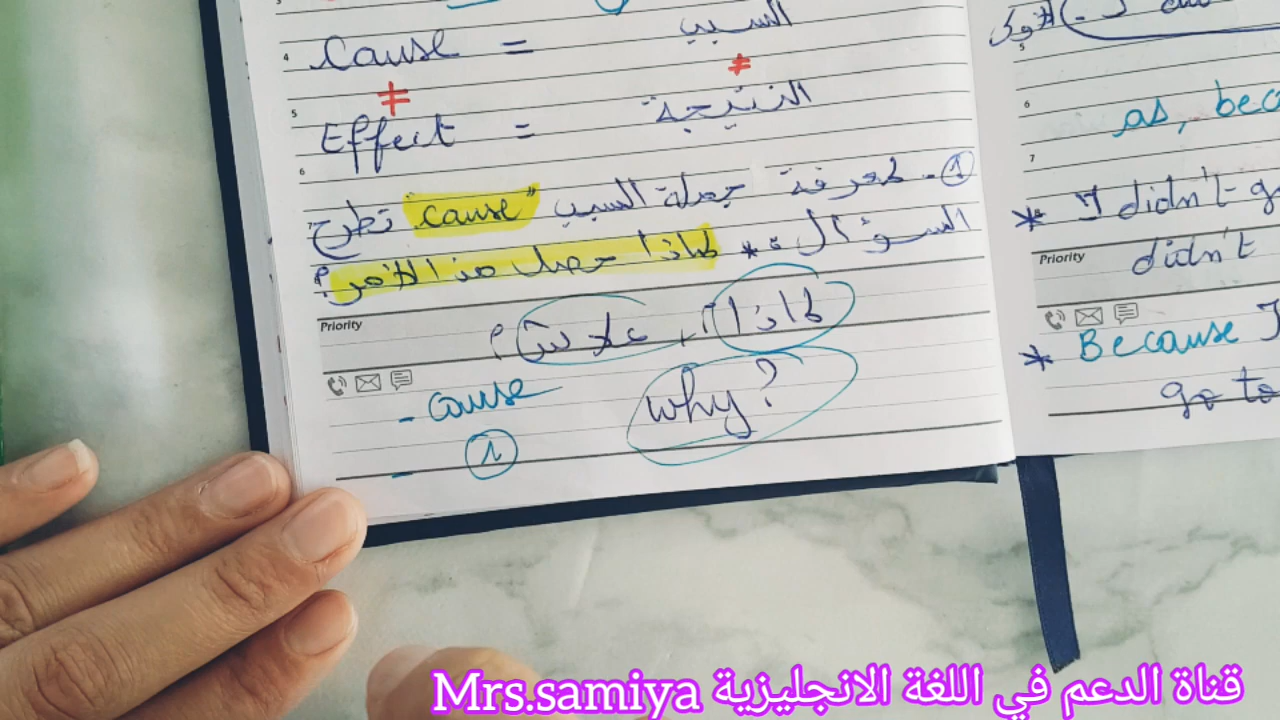 Cause = السبب
≠ ≠
Effect = النتيجة
①- لمعرفة جملة السبب "cause" تطرح
السؤال: * لماذا حصل هذا الأمر؟
Priority
لماذا؟، علاش؟
- cause why?
①
-
as,
* I didn't
Priority
didn't
* Because I
go to
قناة الدعم في اللغة الانجليزية Mrs.samiya